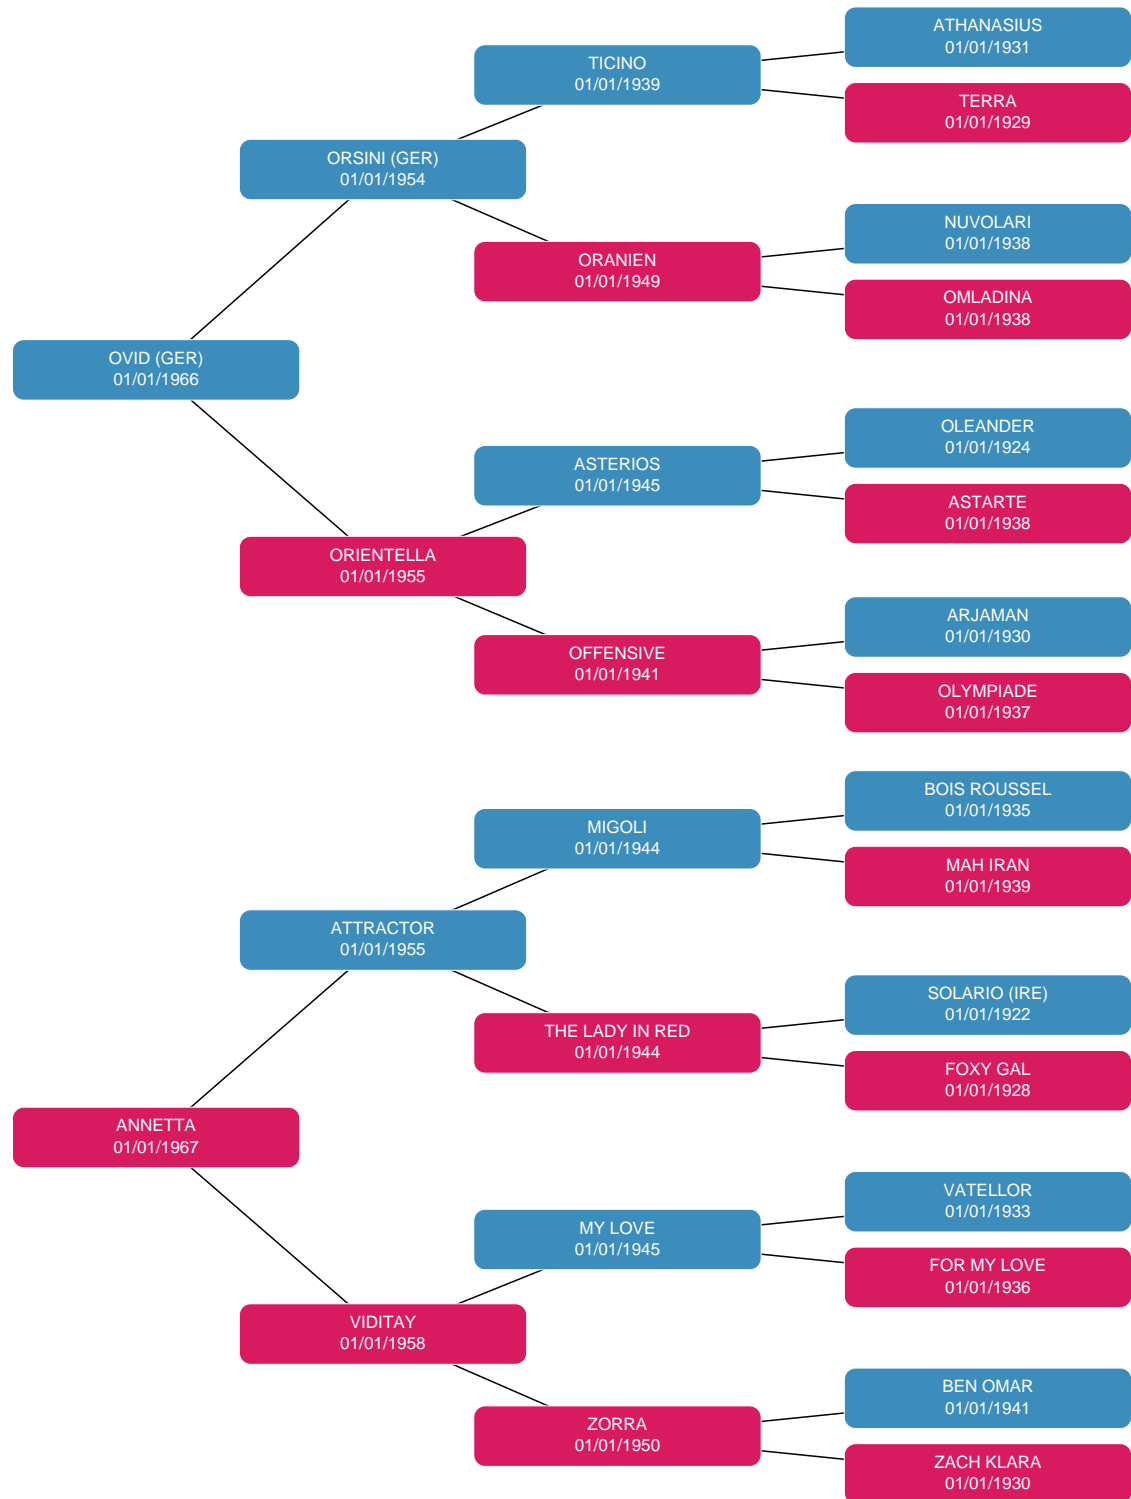 ATHANASIUS
01/01/1931
TICINO
01/01/1939
TERRA
01/01/1929
ORSINI (GER)
01/01/1954
NUVOLARI
01/01/1938
ORANIEN
01/01/1949
OMLADINA
01/01/1938
OVID (GER)
01/01/1966
OLEANDER
01/01/1924
ASTERIOS
01/01/1945
ASTARTE
01/01/1938
ORIENTELLA
01/01/1955
ARJAMAN
01/01/1930
OFFENSIVE
01/01/1941
OLYMPIADE
01/01/1937
BOIS ROUSSEL
01/01/1935
MIGOLI
01/01/1944
MAH IRAN
01/01/1939
ATTRACTOR
01/01/1955
SOLARIO (IRE)
01/01/1922
THE LADY IN RED
01/01/1944
FOXY GAL
01/01/1928
ANNETTA
01/01/1967
VATELLOR
01/01/1933
MY LOVE
01/01/1945
FOR MY LOVE
01/01/1936
VIDITAY
01/01/1958
BEN OMAR
01/01/1941
ZORRA
01/01/1950
ZACH KLARA
01/01/1930